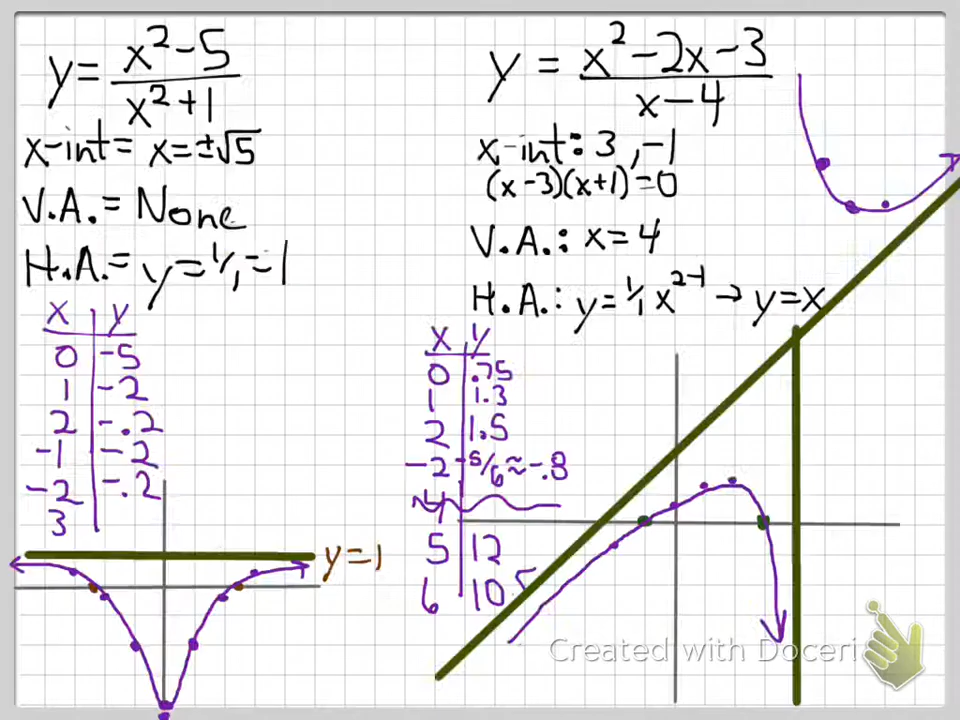 y = (x² - 5)/(x² + 1)
x-int = x = ±√5
V.A. = None
H.A. = y = 1/1 = 1
x | y
0 | -5
1 | -2
2 | -.2
-1 | -2
-2 | -.2
3
y = 1
y = (x² - 2x - 3)/(x - 4)
x-int: 3, -1
(x - 3)(x + 1) = 0
V.A.: x = 4
H.A.: y = 1/1 x²⁻¹ → y = x
x | y
0 | .75
1 | 1.3
2 | 1.5
-2 | -5/6 ≈ -.8
4
5 | 12
6 | 10.5
Created with Doceri